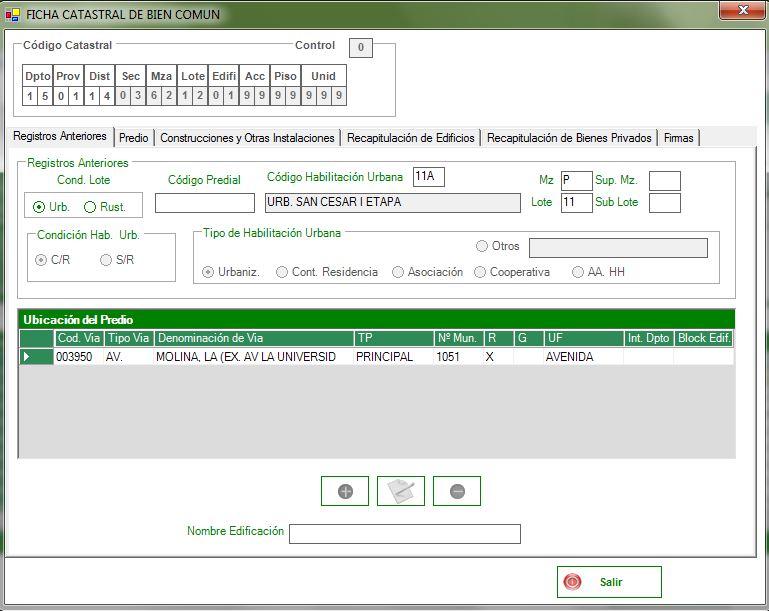 FICHA CATASTRAL DE BIEN COMUN
Código Catastral Control 0
Dpto Prov Dist Sec Mza Lote Edifi Acc Piso Unid
1 5 0 1 1 4 0 3 6 2 1 2 0 1 9 9 9 9 9 9 9
Registros Anteriores Predio Construcciones y Otras Instalaciones Recapitulación de Edificios Recapitulación de Bienes Privados Firmas
Registros Anteriores
Cond. Lote Código Predial Código Habilitación Urbana 11A Mz P Sup. Mz.
Urb. Rust. URB. SAN CESAR I ETAPA Lote 11 Sub Lote
Condición Hab. Urb. Tipo de Habilitación Urbana
Otros
C/R S/R Urbaniz. Cont. Residencia Asociación Cooperativa AA. HH
Ubicación del Predio
Cod. Via Tipo Via Denominación de Via TP Nº Mun. R G UF Int. Dpto Block Edif.
003950 AV. MOLINA, LA (EX. AV LA UNIVERSID PRINCIPAL 1051 X AVENIDA
Nombre Edificación
Salir